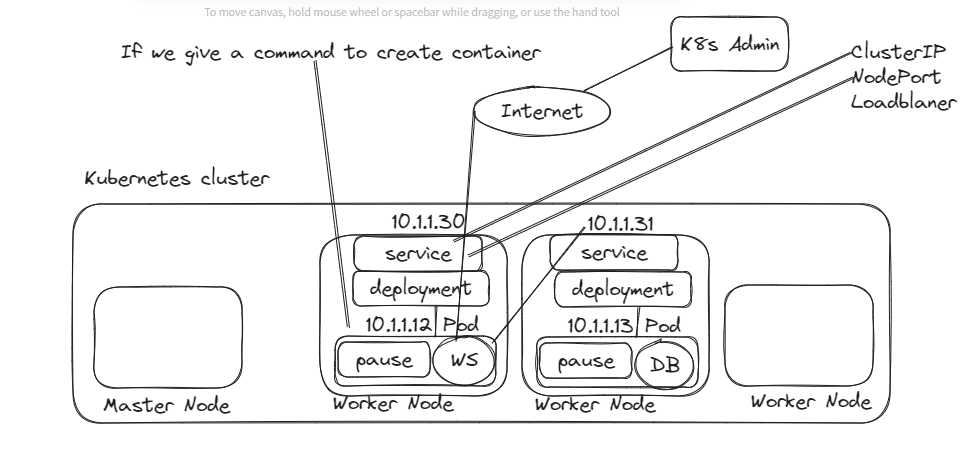 To move canvas, hold mouse wheel or spacebar while dragging, or use the hand tool
If we give a command to create container
K8s Admin
ClusterIP
NodePort
Loadblaner
Internet
Kubernetes cluster
10.1.1.30
10.1.1.31
service
service
deployment
deployment
10.1.1.12
Pod
10.1.1.13
Pod
pause
WS
pause
DB
Master Node
Worker Node
Worker Node
Worker Node